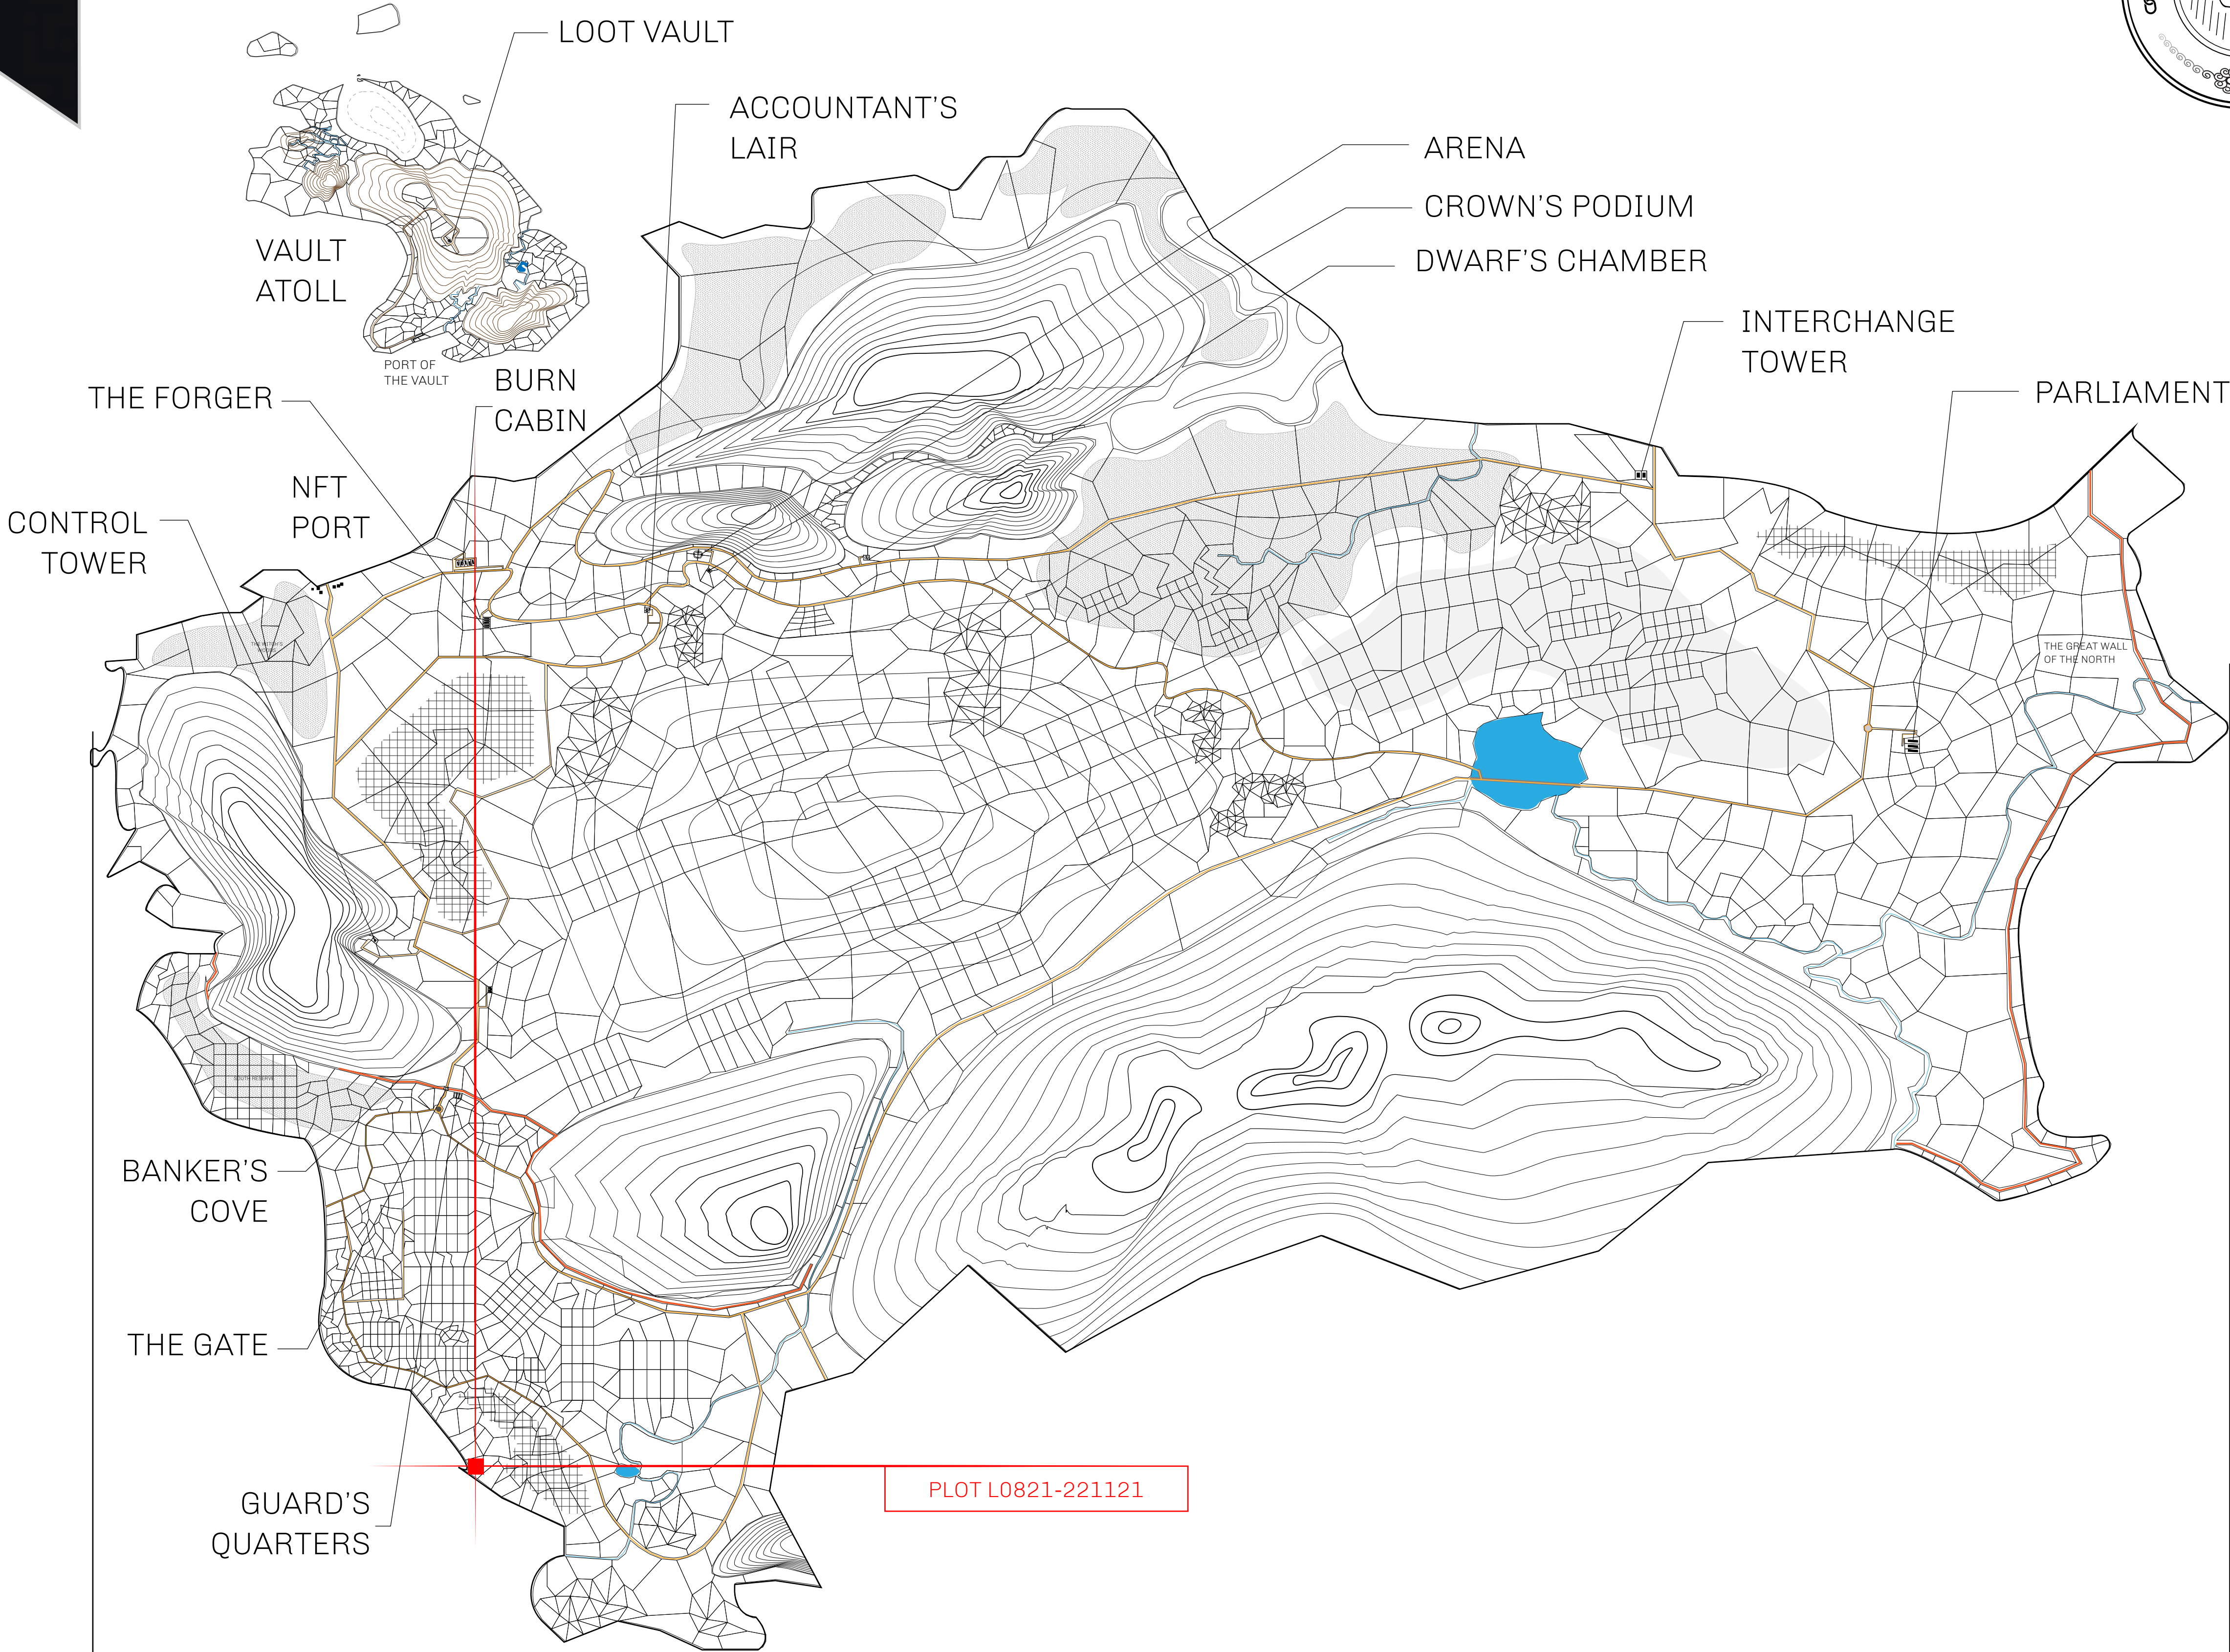 LOOT VAULT
ACCOUNTANT'S
LAIR
ARENA
CROWN'S PODIUM
DWARF'S CHAMBER
VAULT
ATOLL
INTERCHANGE
TOWER
PORT OF
THE VAULT
BURN
CABIN
THE FORGER
PARLIAMENT
NFT
PORT
CONTROL
TOWER
THE GREAT WALL
OF THE NORTH
SOUTH RESERVE
BANKER'S
COVE
THE GATE
PLOT L0821-221121
GUARD'S
QUARTERS